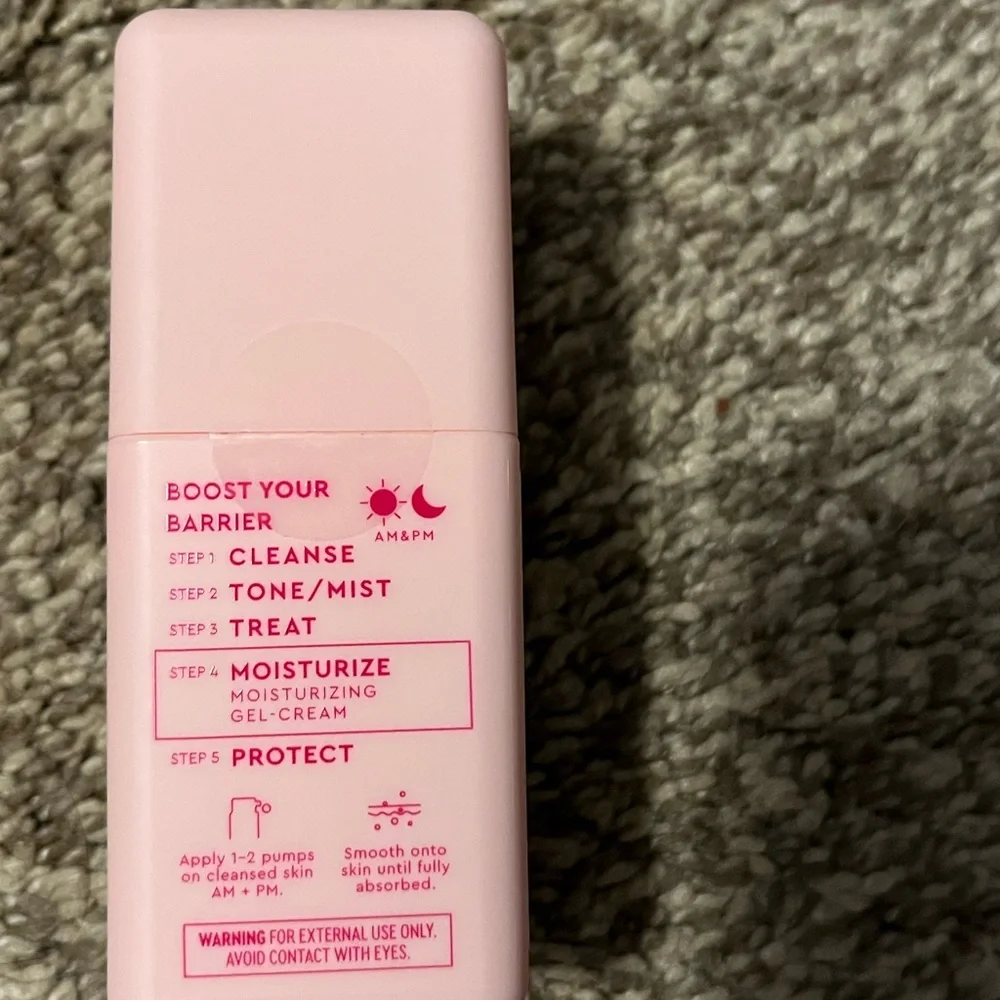 BOOST YOUR
BARRIER
AM&PM
STEP 1 CLEANSE
STEP 2 TONE/MIST
STEP 3 TREAT
STEP 4 MOISTURIZE
MOISTURIZING
GEL-CREAM
STEP 5 PROTECT
Apply 1-2 pumps
on cleansed skin
AM + PM.
Smooth onto
skin until fully
absorbed.
WARNING FOR EXTERNAL USE ONLY.
AVOID CONTACT WITH EYES.